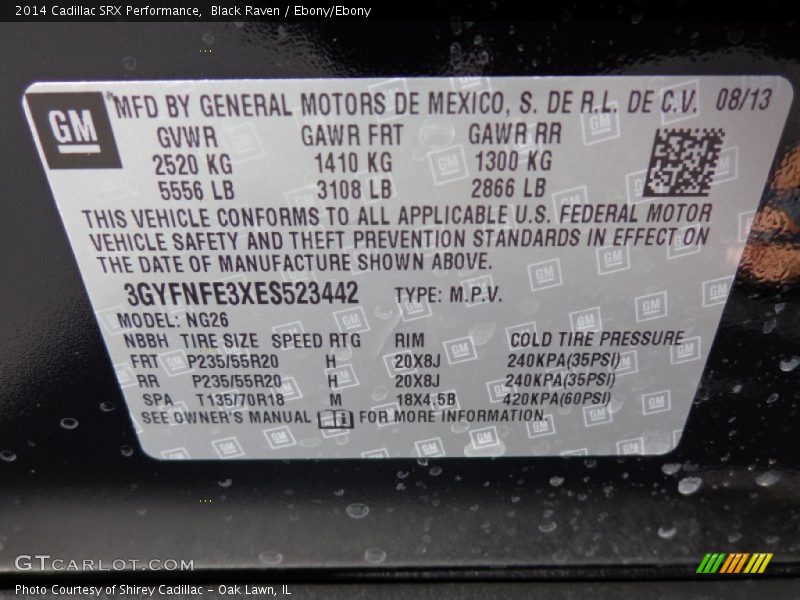 2014 Cadillac SRX Performance, Black Raven / Ebony/Ebony
GM
*MFD BY GENERAL MOTORS DE MEXICO, S. DE R.L. DE C.V. 08/13
GVWR GAWR FRT GAWR RR
2520 KG 1410 KG 1300 KG
5556 LB 3108 LB 2866 LB
THIS VEHICLE CONFORMS TO ALL APPLICABLE U.S. FEDERAL MOTOR
VEHICLE SAFETY AND THEFT PREVENTION STANDARDS IN EFFECT ON
THE DATE OF MANUFACTURE SHOWN ABOVE.
3GYFNFE3XES523442 TYPE: M.P.V.
MODEL: NG26
NBBH TIRE SIZE SPEED RTG RIM COLD TIRE PRESSURE
FRT P235/55R20 H 20X8J 240KPA(35PSI)
RR P235/55R20 H 20X8J 240KPA(35PSI)
SPA T135/70R18 M 18X4.5B 420KPA(60PSI)
SEE OWNER'S MANUAL FOR MORE INFORMATION.
GTcarlot.com
Photo Courtesy of Shirey Cadillac - Oak Lawn, IL